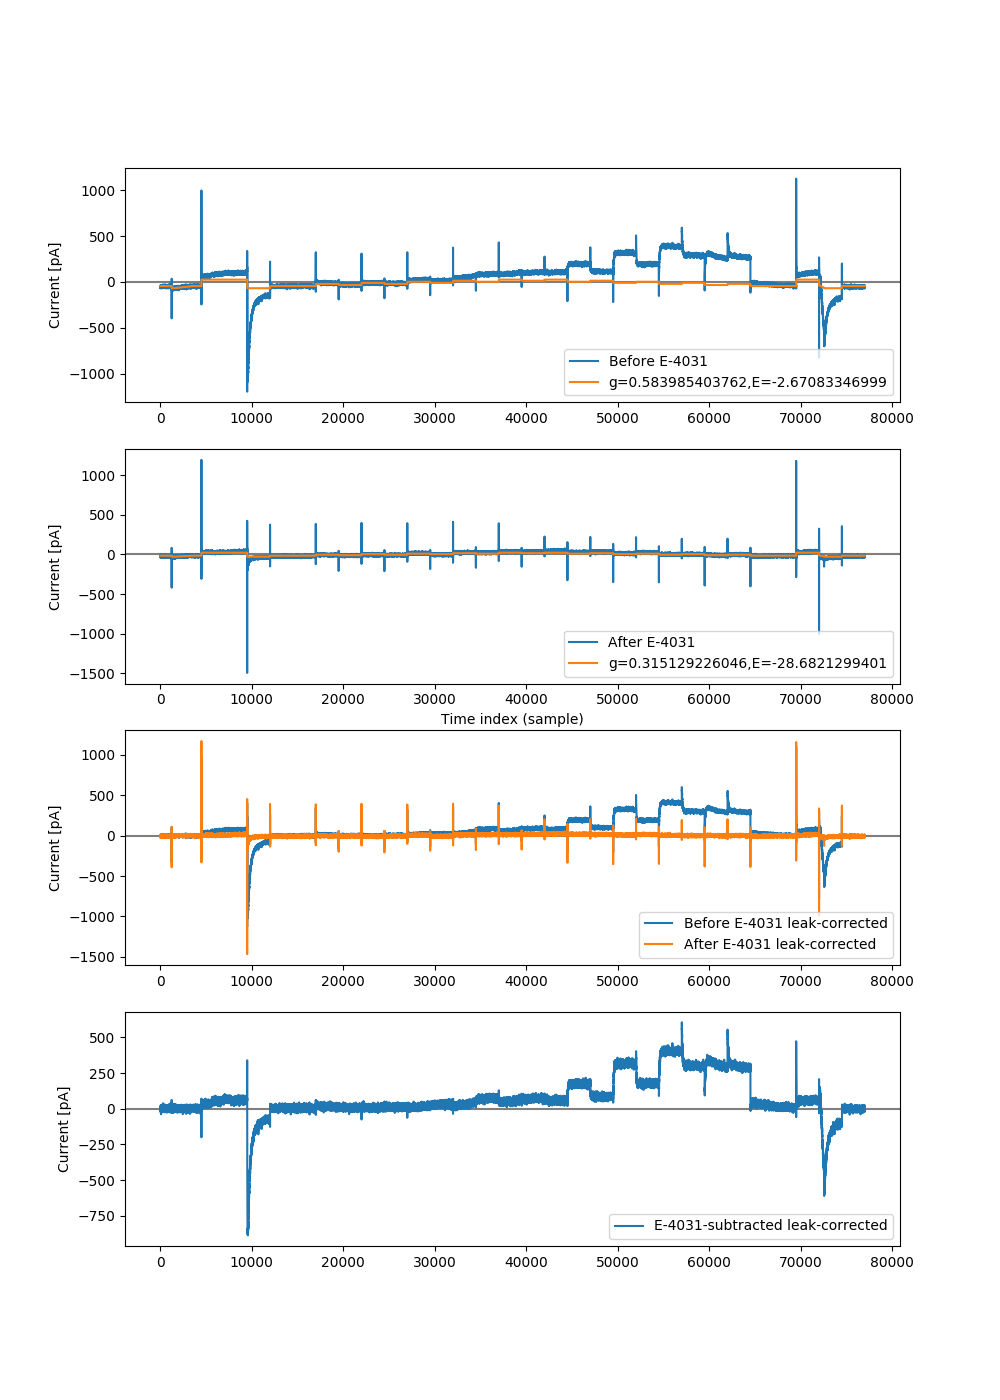 1000
500
0
−500
−1000
Current [pA]
Before E-4031
g=0.583985403762,E=-2.67083346999
0 10000 20000 30000 40000 50000 60000 70000 80000
1000
500
0
−500
−1000
−1500
Current [pA]
After E-4031
g=0.315129226046,E=-28.6821299401
0 10000 20000 30000 40000 50000 60000 70000 80000
Time index (sample)
1000
500
0
−500
−1000
−1500
Current [pA]
Before E-4031 leak-corrected
After E-4031 leak-corrected
0 10000 20000 30000 40000 50000 60000 70000 80000
500
250
0
−250
−500
−750
Current [pA]
E-4031-subtracted leak-corrected
0 10000 20000 30000 40000 50000 60000 70000 80000